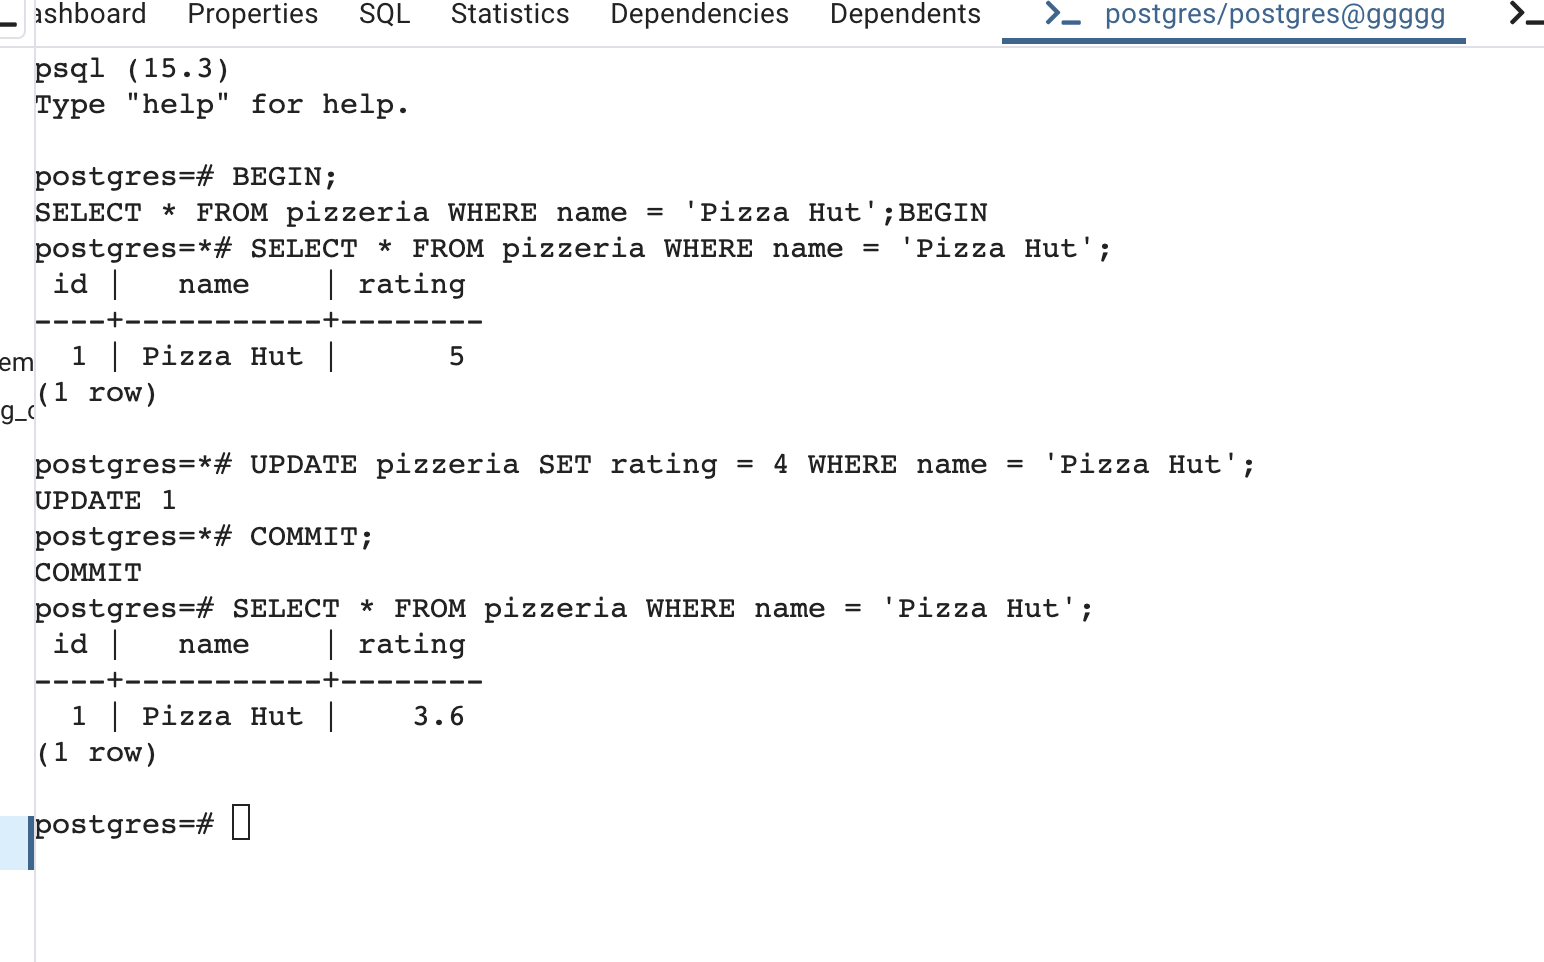 ashboard Properties SQL Statistics Dependencies Dependents >_ postgres/postgres@ggggg >_
psql (15.3)
Type "help" for help.
postgres=# BEGIN;
SELECT * FROM pizzeria WHERE name = 'Pizza Hut';BEGIN
postgres=*# SELECT * FROM pizzeria WHERE name = 'Pizza Hut';
 id |   name    | rating
----+-----------+--------
em
  1 | Pizza Hut |      5
(1 row)
g_c
postgres=*# UPDATE pizzeria SET rating = 4 WHERE name = 'Pizza Hut';
UPDATE 1
postgres=*# COMMIT;
COMMIT
postgres=# SELECT * FROM pizzeria WHERE name = 'Pizza Hut';
 id |   name    | rating
----+-----------+--------
  1 | Pizza Hut |    3.6
(1 row)
postgres=#